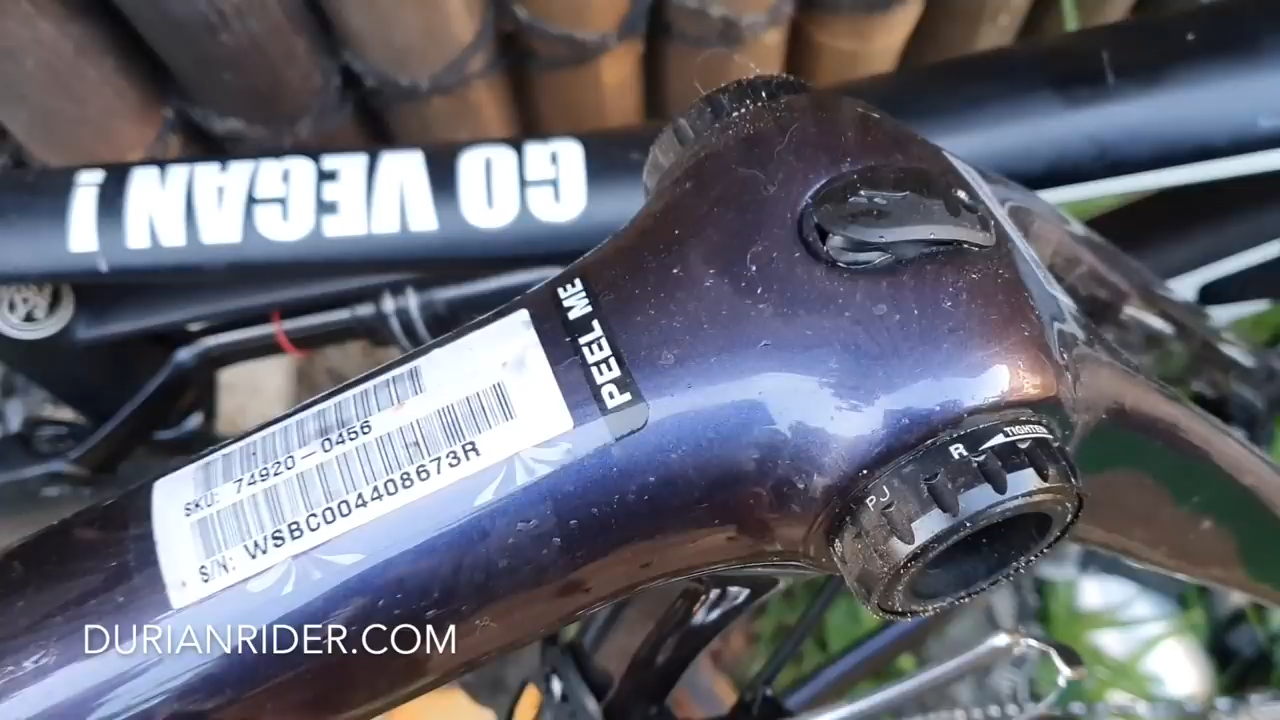 GO VEGAN!
PEEL ME
SKU: 74920-0456
S/N: WSBC004408673R
PJ
R
TIGHTEN
DURIANRIDER.COM